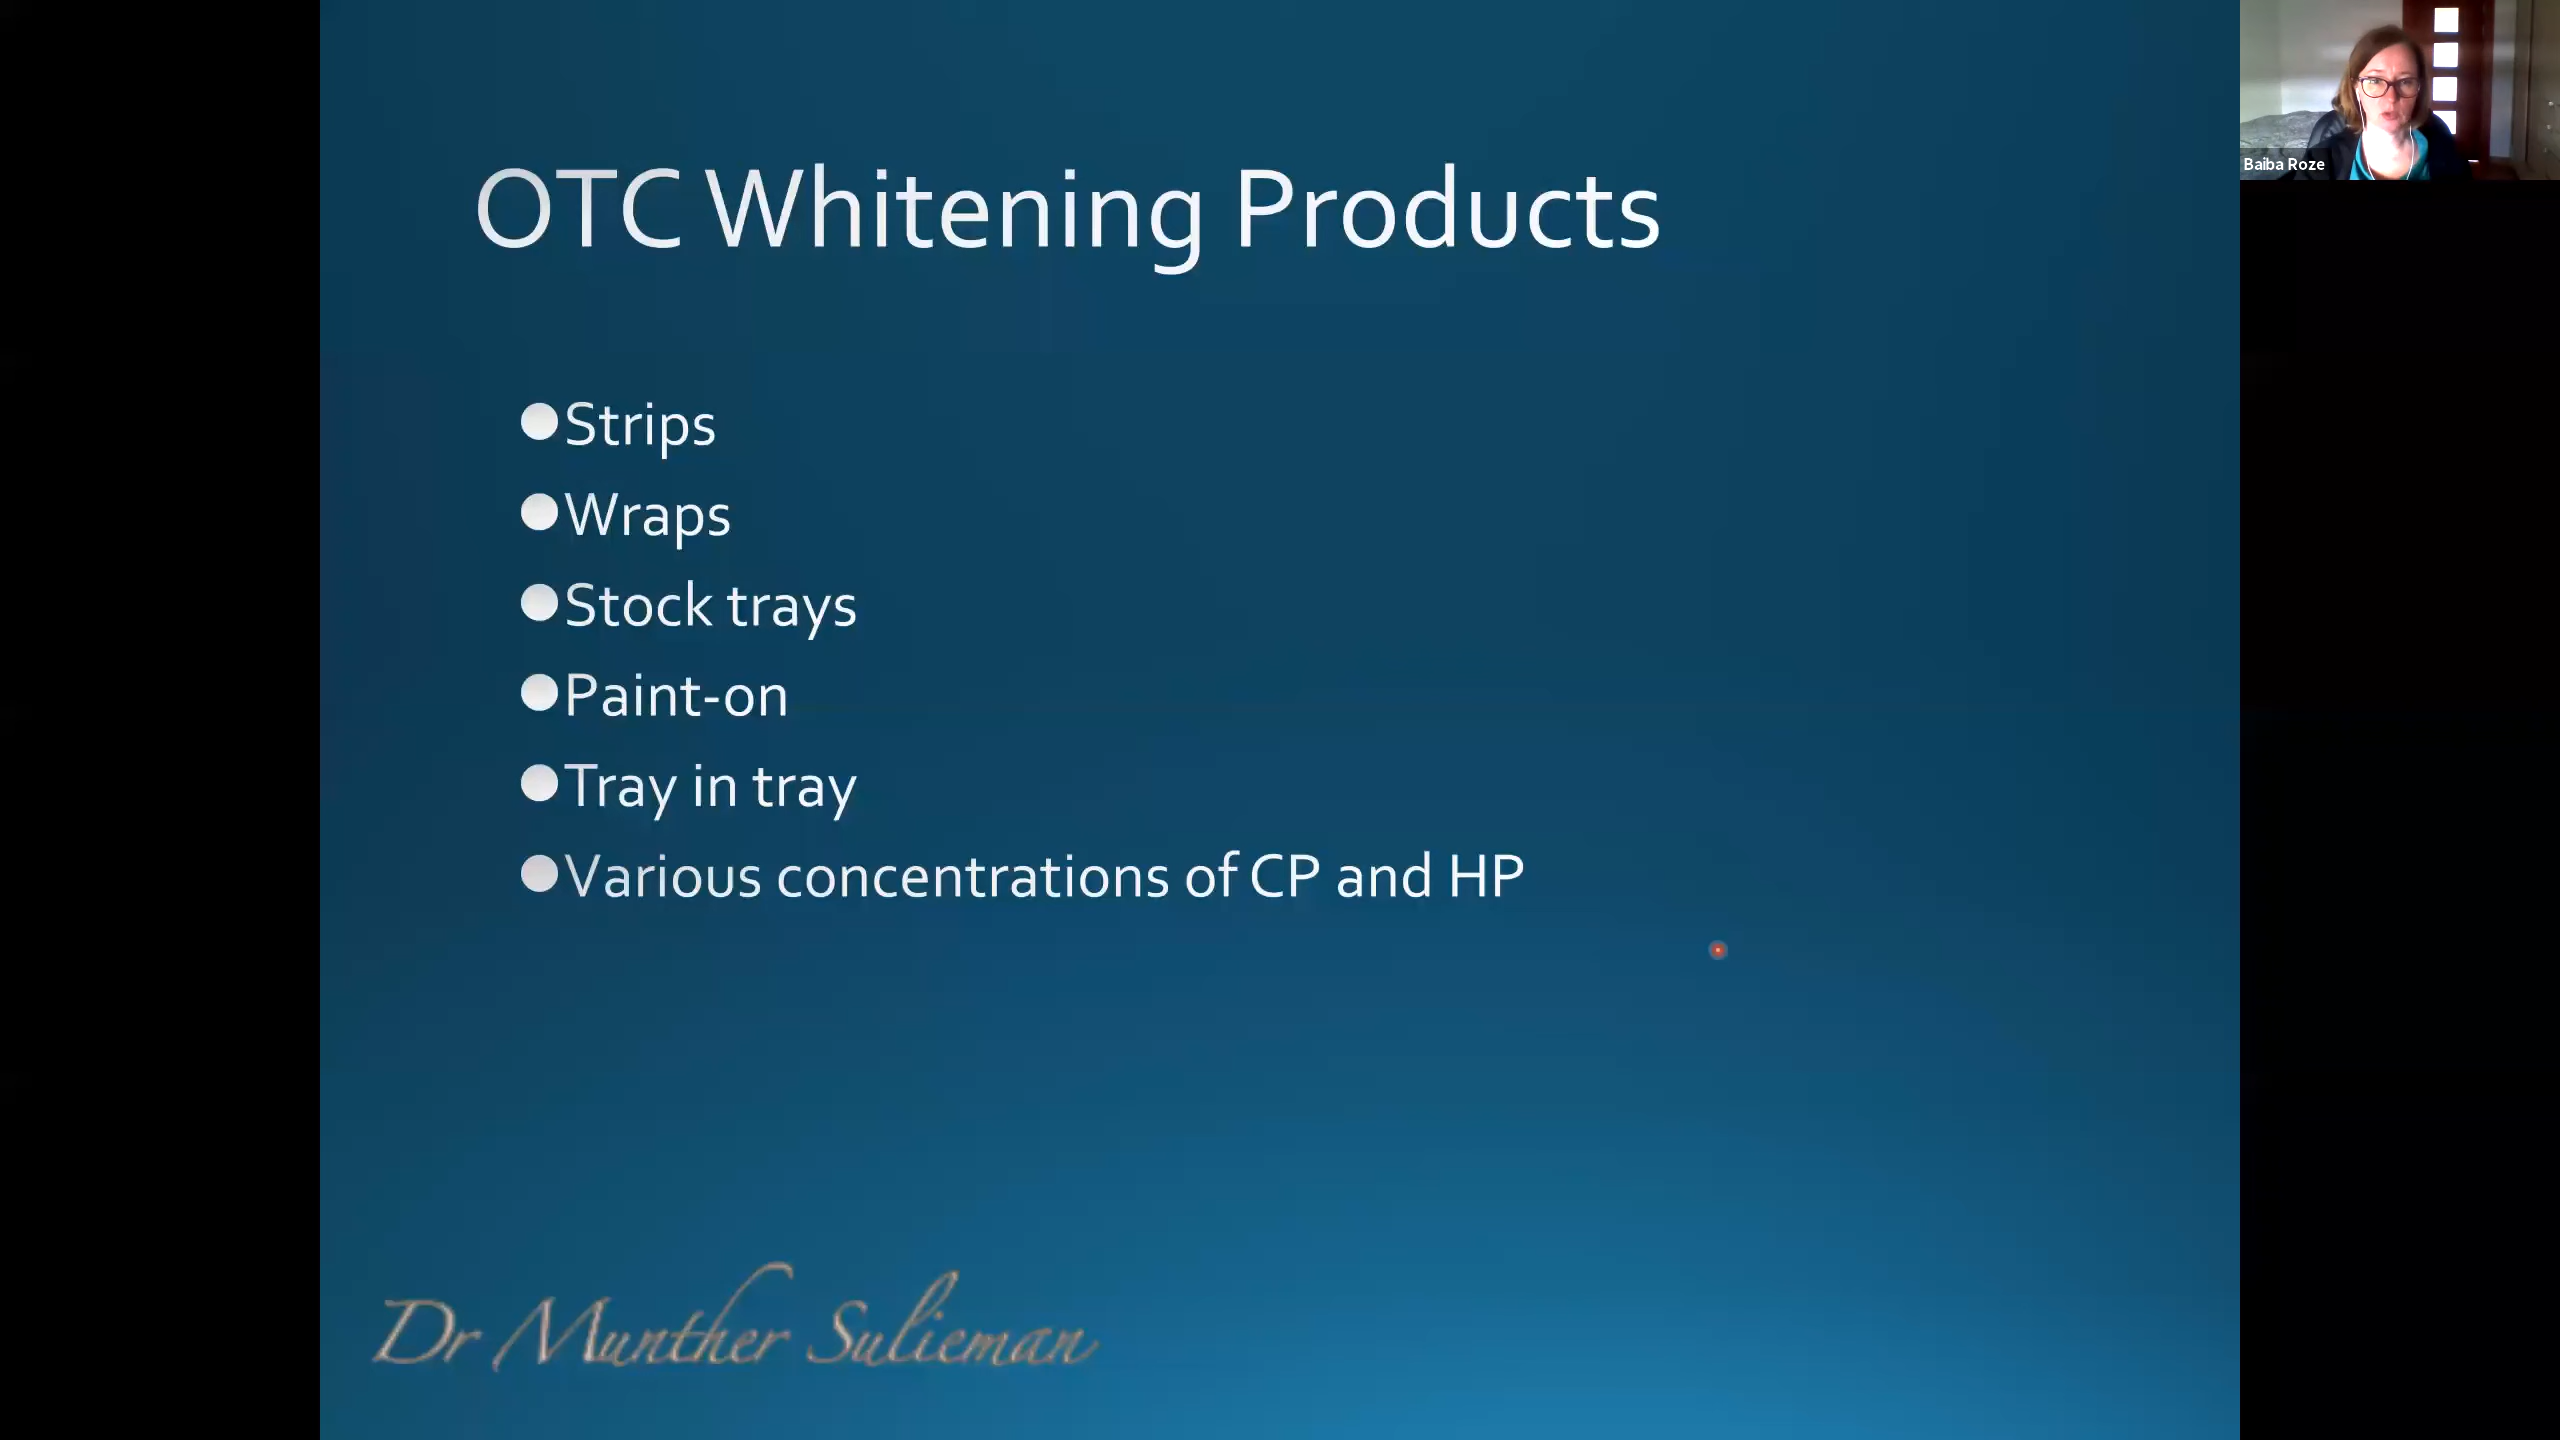 OTC Whitening Products
Strips
Wraps
Stock trays
Paint-on
Tray in tray
Various concentrations of CP and HP
Dr Munther Sulieman
Baiba Roze